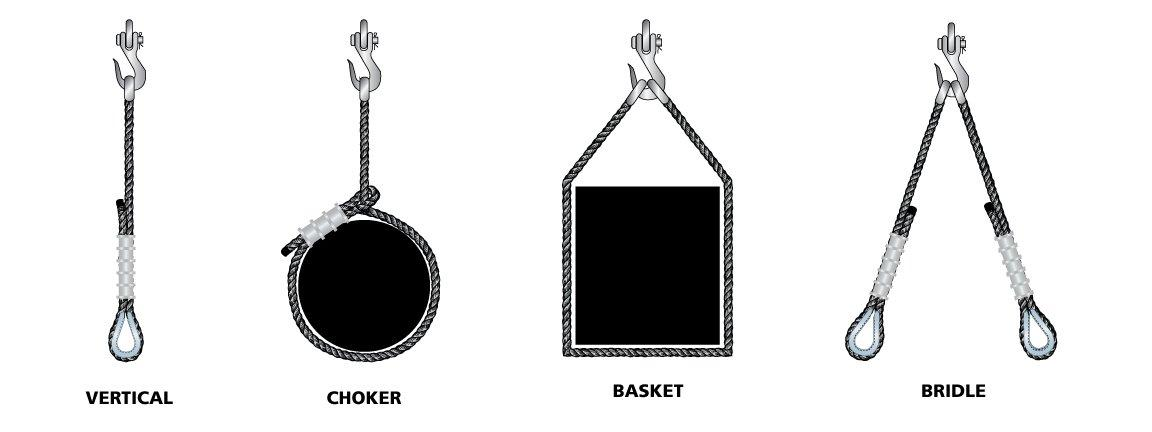 VERTICAL
CHOKER
BASKET
BRIDLE